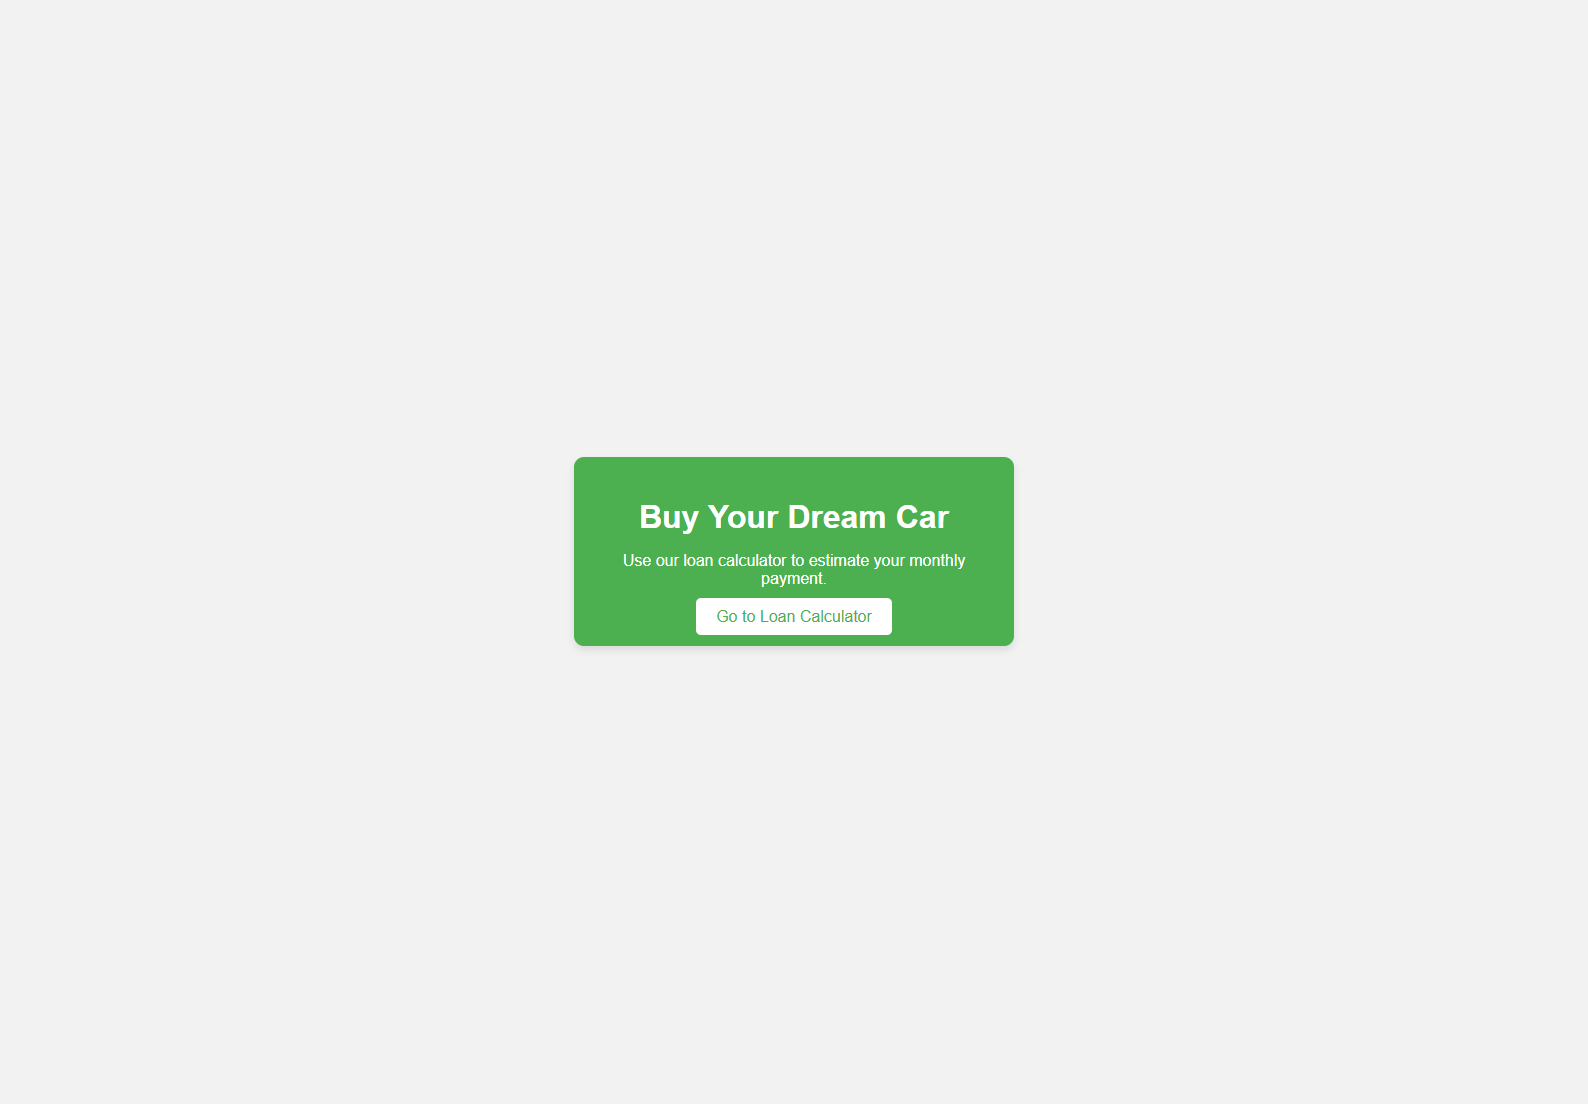 Buy Your Dream Car
Use our loan calculator to estimate your monthly
payment.
Go to Loan Calculator